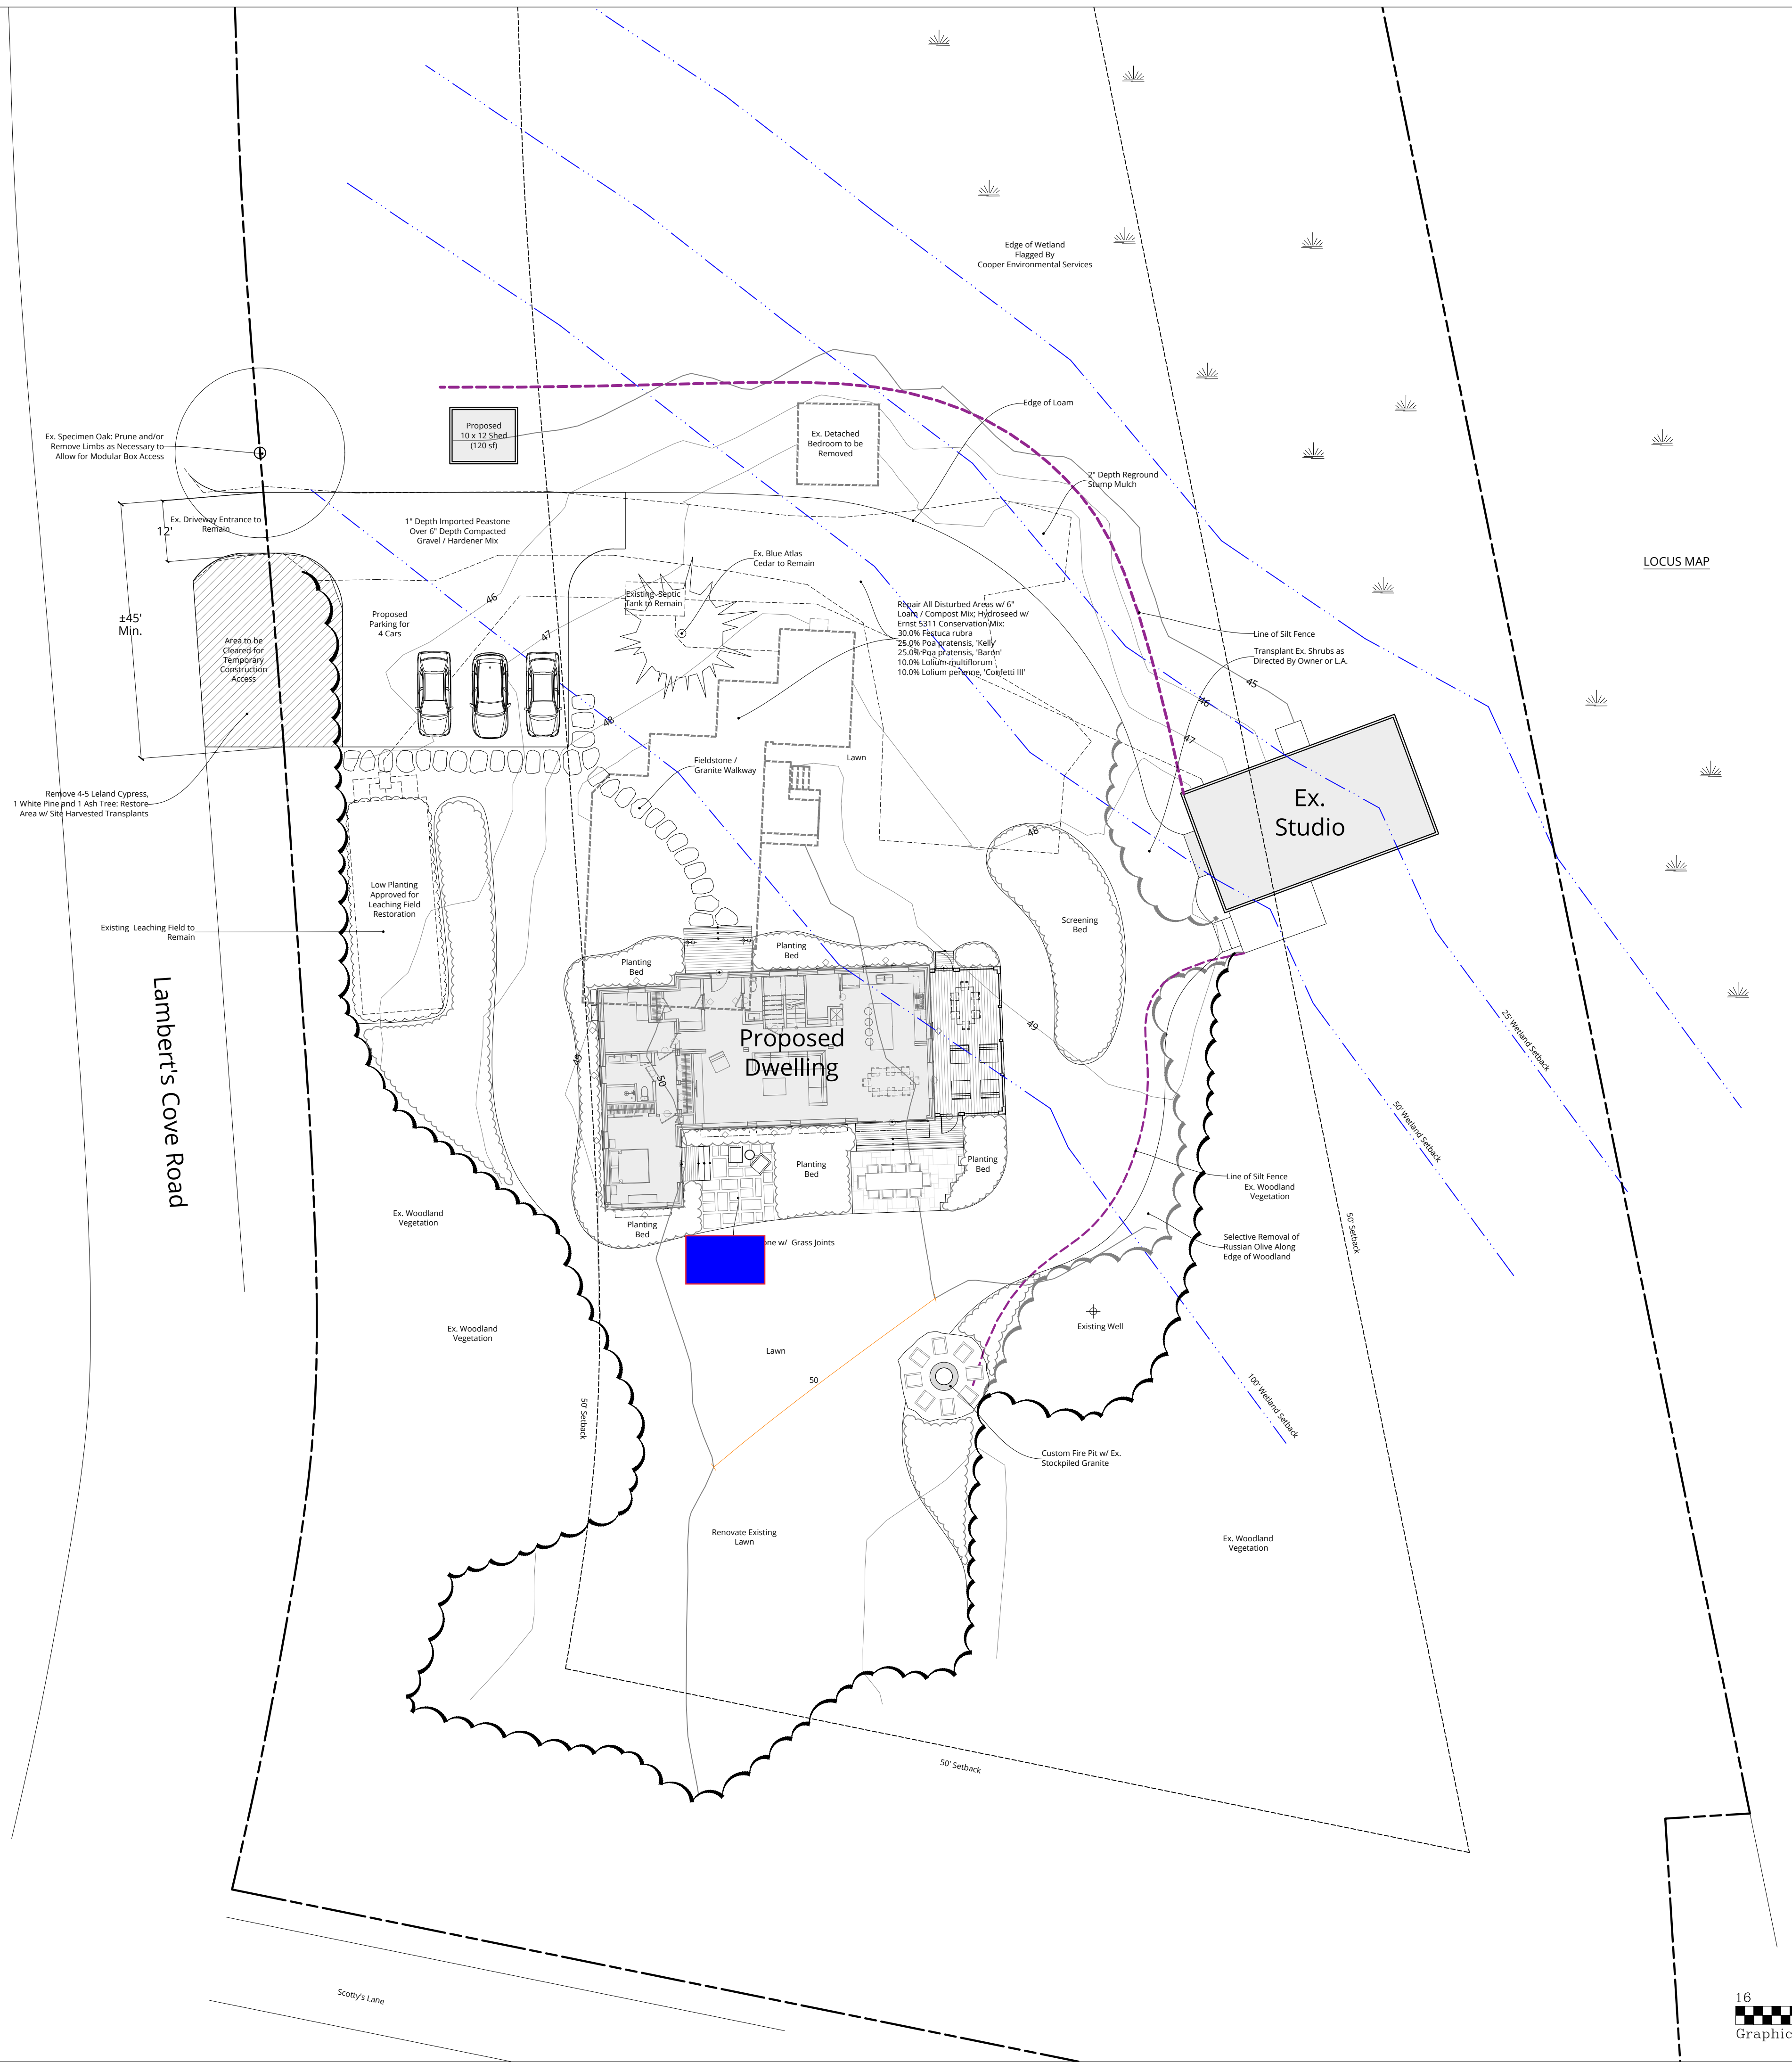 Edge of Wetland
Flagged By
Cooper Environmental Services
Edge of Loam
Proposed
10 x 12 Shed
(120 sf)
Ex. Detached
Bedroom to be
Removed
Ex. Specimen Oak: Prune and/or
Remove Limbs as Necessary to
Allow for Modular Box Access
2" Depth Reground
Stump Mulch
12'
Ex. Driveway Entrance to
Remain
1" Depth Imported Peastone
Over 6" Depth Compacted
Gravel / Hardener Mix
Ex. Blue Atlas
Cedar to Remain
LOCUS MAP
46
Existing Septic
Tank to Remain
Repair All Disturbed Areas w/ 6"
Loam / Compost Mix; Hydroseed w/
Ernst 5311 Conservation Mix:
30.0% Festuca rubra
25.0% Poa pratensis, 'Kelly'
25.0% Poa pratensis, 'Baron'
10.0% Lolium multiflorum
10.0% Lolium perenne, 'Confetti III'
±45'
Min.
Proposed
Parking for
4 Cars
47
Line of Silt Fence
Area to be
Cleared for
Temporary
Construction
Access
Transplant Ex. Shrubs as
Directed By Owner or L.A.
45
46
48
47
Lawn
Fieldstone /
Granite Walkway
Remove 4-5 Leland Cypress,
1 White Pine and 1 Ash Tree: Restore
Area w/ Site Harvested Transplants
Ex.
Studio
48
Low Planting
Approved for
Leaching Field
Restoration
Screening
Bed
Existing Leaching Field to
Remain
Planting
Bed
Planting
Bed
Lambert's Cove Road
49
Proposed
Dwelling
49
50
25' Wetland Setback
50' Wetland Setback
Planting
Bed
Planting
Bed
Line of Silt Fence
Ex. Woodland
Vegetation
Ex. Woodland
Vegetation
Planting
Bed
50' Setback
one w/ Grass Joints
Selective Removal of
Russian Olive Along
Edge of Woodland
Ex. Woodland
Vegetation
Existing Well
Lawn
50
100' Wetland Setback
50' Setback
Custom Fire Pit w/ Ex.
Stockpiled Granite
Renovate Existing
Lawn
Ex. Woodland
Vegetation
50' Setback
Scotty's Lane
16
Graphic